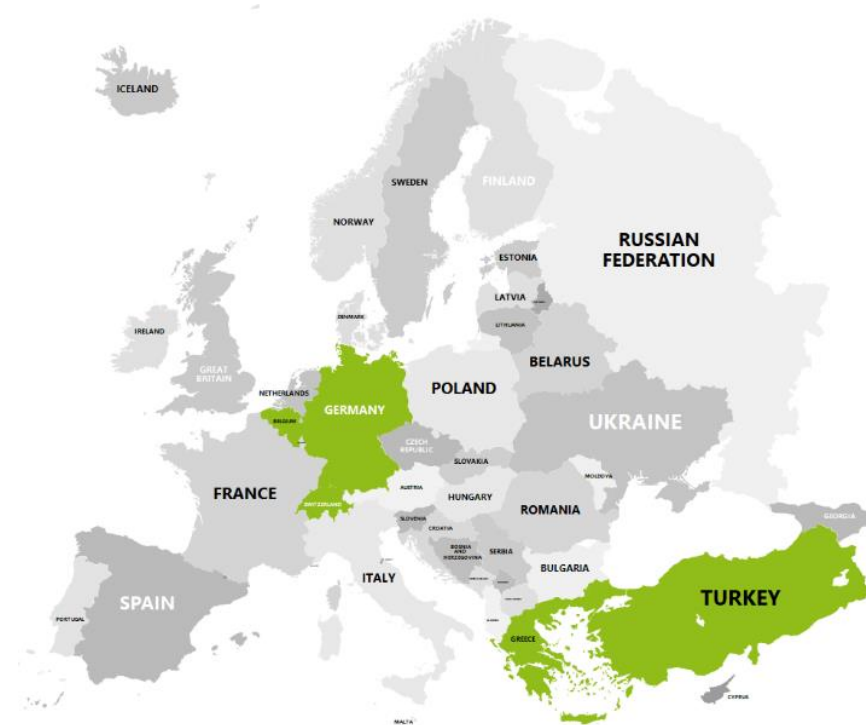 ICELAND
SWEDEN
FINLAND
NORWAY
RUSSIAN
FEDERATION
ESTONIA
LATVIA
DENMARK
LITHUANIA
IRELAND
GREAT
BRITAIN
BELARUS
NETHERLANDS
POLAND
GERMANY
BELGIUM
UKRAINE
CZECH
REPUBLIC
SLOVAKIA
MOLDOVA
AUSTRIA
FRANCE
HUNGARY
SWITZERLAND
ROMANIA
GEORGIA
SLOVENIA
CROATIA
BOSNIA
AND
HERZEGOVINA
SERBIA
BULGARIA
ITALY
TURKEY
SPAIN
PORTUGAL
GREECE
CYPRUS
MALTA